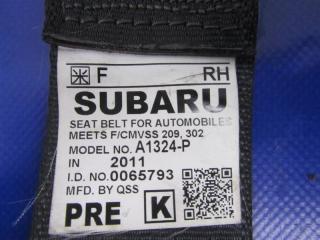 F RH
SUBARU
SEAT BELT FOR AUTOMOBILES
MEETS F/CMVSS 209, 302
MODEL NO. A1324-P
IN 2011
I.D. NO. 0065793
MFD. BY QSS
PRE K